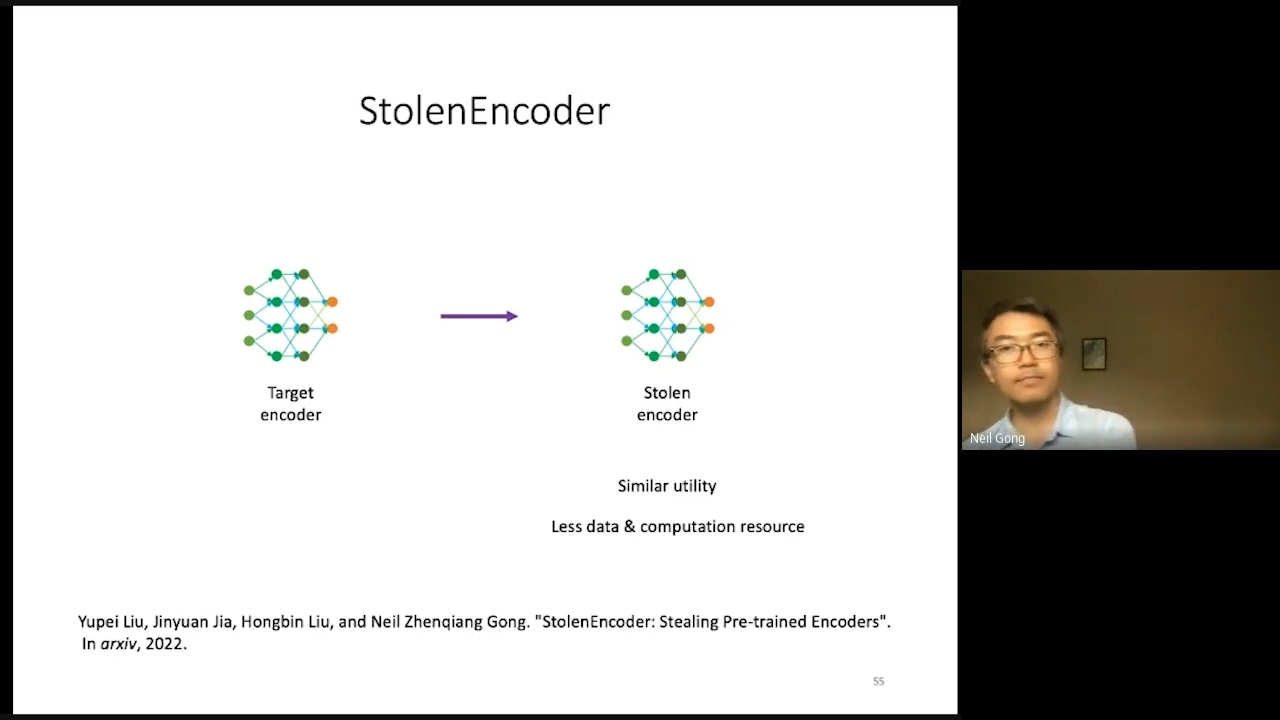 StolenEncoder
Target
encoder
Stolen
encoder
Similar utility
Less data & computation resource
Yupei Liu, Jinyuan Jia, Hongbin Liu, and Neil Zhenqiang Gong. "StolenEncoder: Stealing Pre-trained Encoders".
In arxiv, 2022.
55
Neil Gong